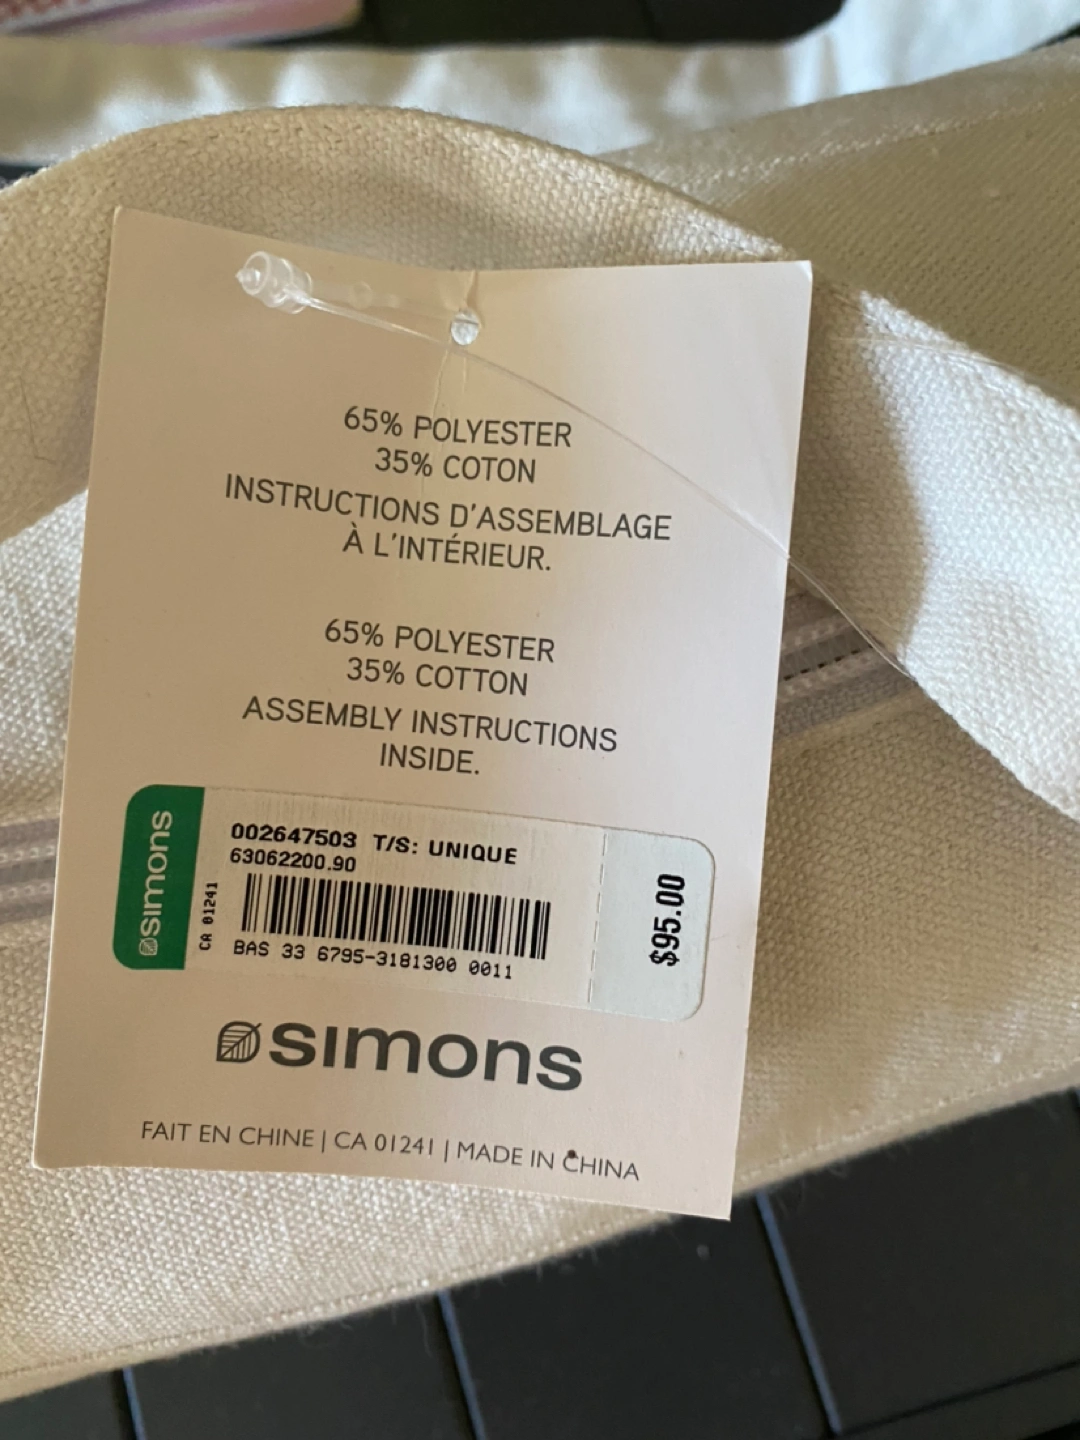 65% POLYESTER
35% COTON
INSTRUCTIONS D'ASSEMBLAGE
À L'INTÉRIEUR.
65% POLYESTER
35% COTTON
ASSEMBLY INSTRUCTIONS
INSIDE.
simons
CA 01241
002647503 T/S: UNIQUE
63062200.90
BAS 33 6795-3181300 0011
$95.00
simons
FAIT EN CHINE | CA 01241 | MADE IN CHINA